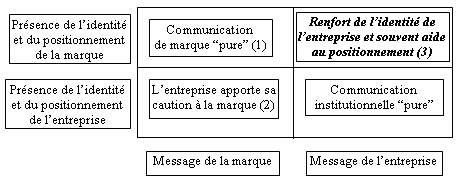 Présence de l'identité
et du positionnement
de la marque
Communication
de marque "pure" (1)
Renfort de l'identité de
l'entreprise et souvent aide
au positionnement (3)
Présence de l'identité
et du positionnement
de l'entreprise
L'entreprise apporte sa
caution à la marque (2)
Communication
institutionnelle "pure"
Message de la marque
Message de l'entreprise